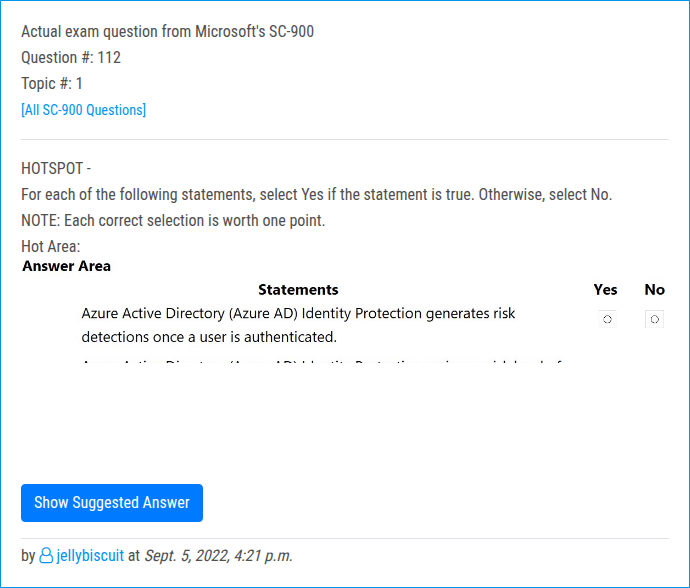 Actual exam question from Microsoft's SC-900
Question #: 112
Topic #: 1
[All SC-900 Questions]
HOTSPOT -
For each of the following statements, select Yes if the statement is true. Otherwise, select No.
NOTE: Each correct selection is worth one point.
Hot Area:
Answer Area
Statements Yes No
Azure Active Directory (Azure AD) Identity Protection generates risk
detections once a user is authenticated.
Show Suggested Answer
by jellybiscuit at Sept. 5, 2022, 4:21 p.m.